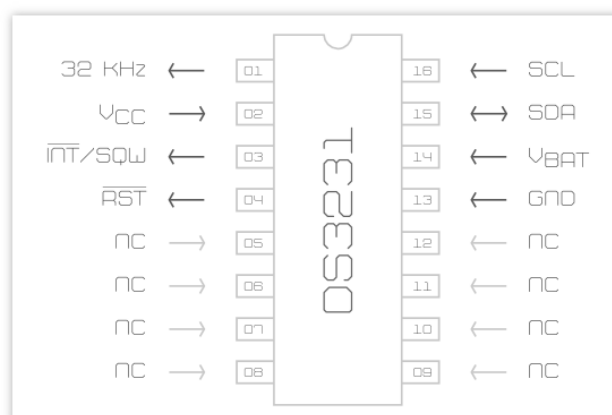 32 KHz 01 16 SCL
VCC 02 15 SDA
INT/SQW 03 14 VBAT
RST 04 13 GND
NC 05 12 NC
NC 06 11 NC
NC 07 10 NC
NC 08 09 NC
DS3231